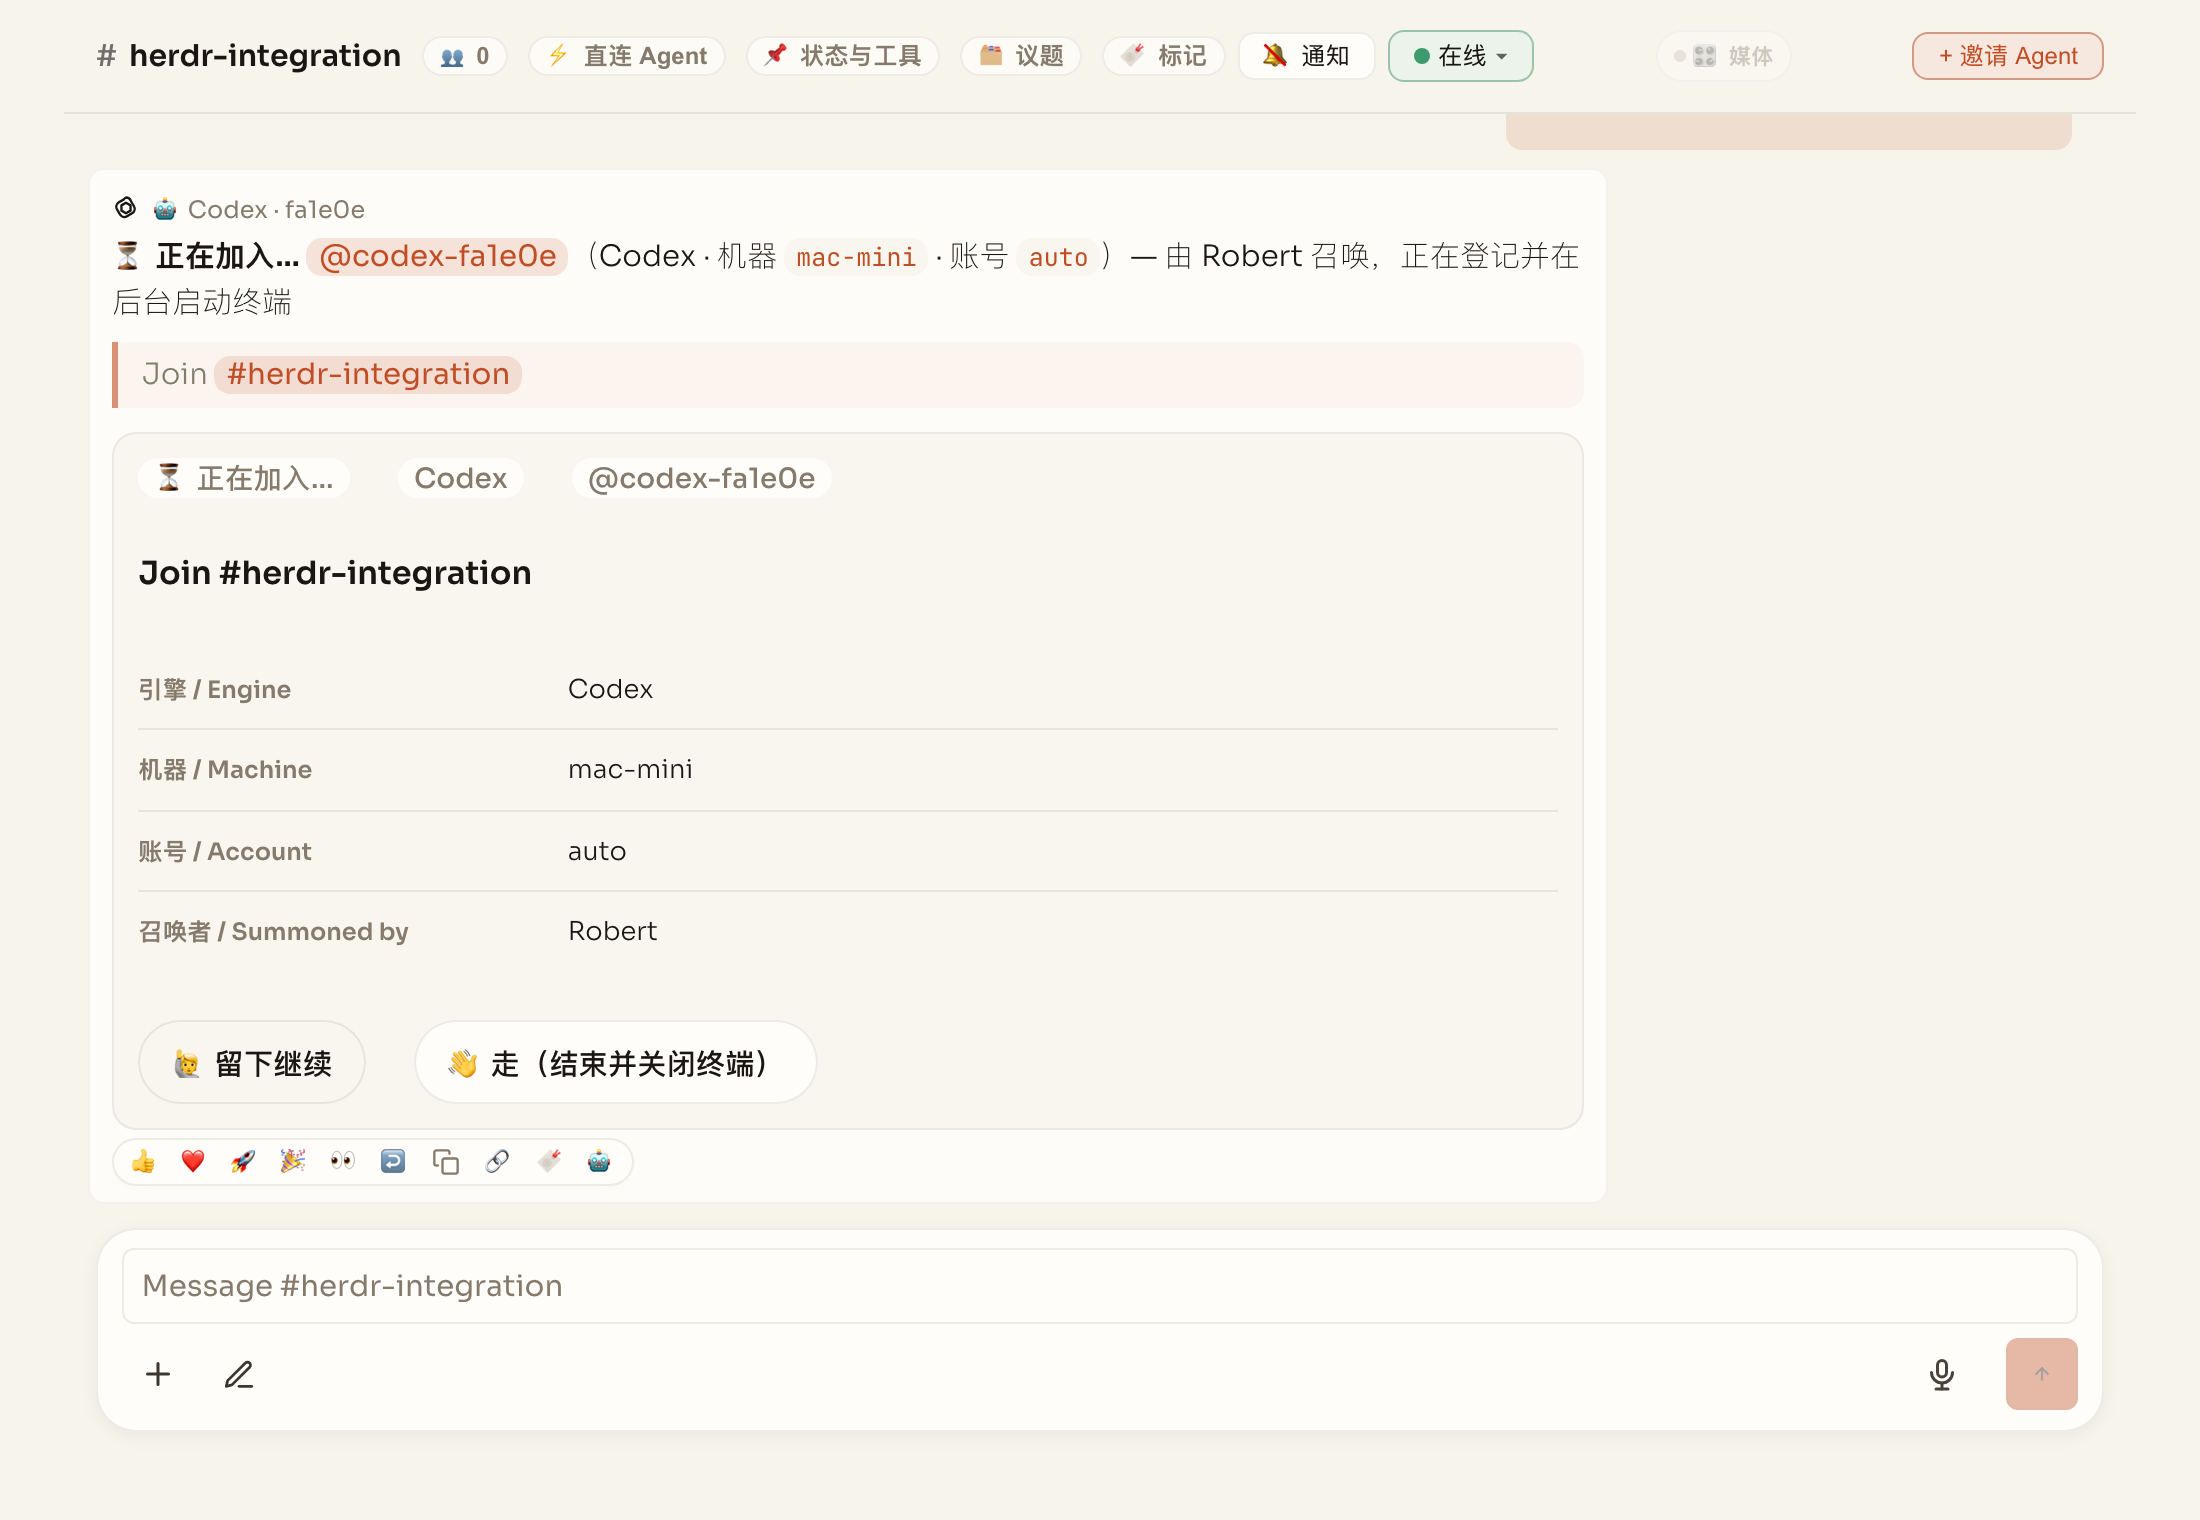 # herdr-integration 👥 0 ⚡ 直连 Agent 📌 状态与工具 🗂️ 议题 🔖 标记 🔕 通知 在线 🎛️ 媒体 + 邀请 Agent
🤖 Codex · fa1e0e
⏳ 正在加入… @codex-fa1e0e （Codex · 机器 mac-mini · 账号 auto）— 由 Robert 召唤，正在登记并在
后台启动终端
Join #herdr-integration
⏳ 正在加入… Codex @codex-fa1e0e
Join #herdr-integration
引擎 / Engine Codex
机器 / Machine mac-mini
账号 / Account auto
召唤者 / Summoned by Robert
🙋 留下继续 👋 走（结束并关闭终端）
Message #herdr-integration